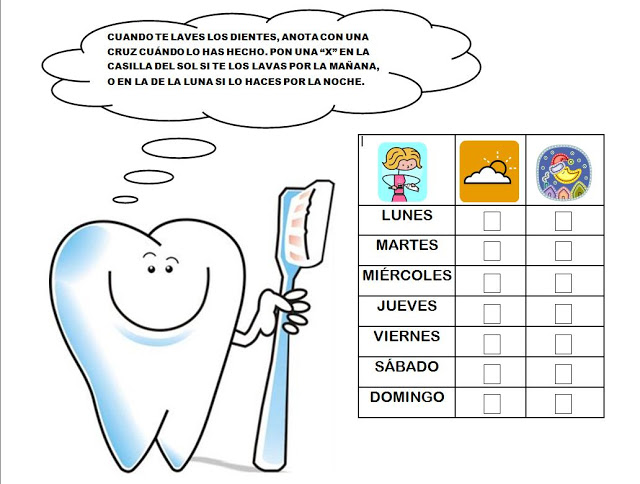 CUANDO TE LAVES LOS DIENTES, ANOTA CON UNA
CRUZ CUÁNDO LO HAS HECHO. PON UNA “X” EN LA
CASILLA DEL SOL SI TE LOS LAVAS POR LA MAÑANA,
O EN LA DE LA LUNA SI LO HACES POR LA NOCHE.
LUNES
MARTES
MIÉRCOLES
JUEVES
VIERNES
SÁBADO
DOMINGO